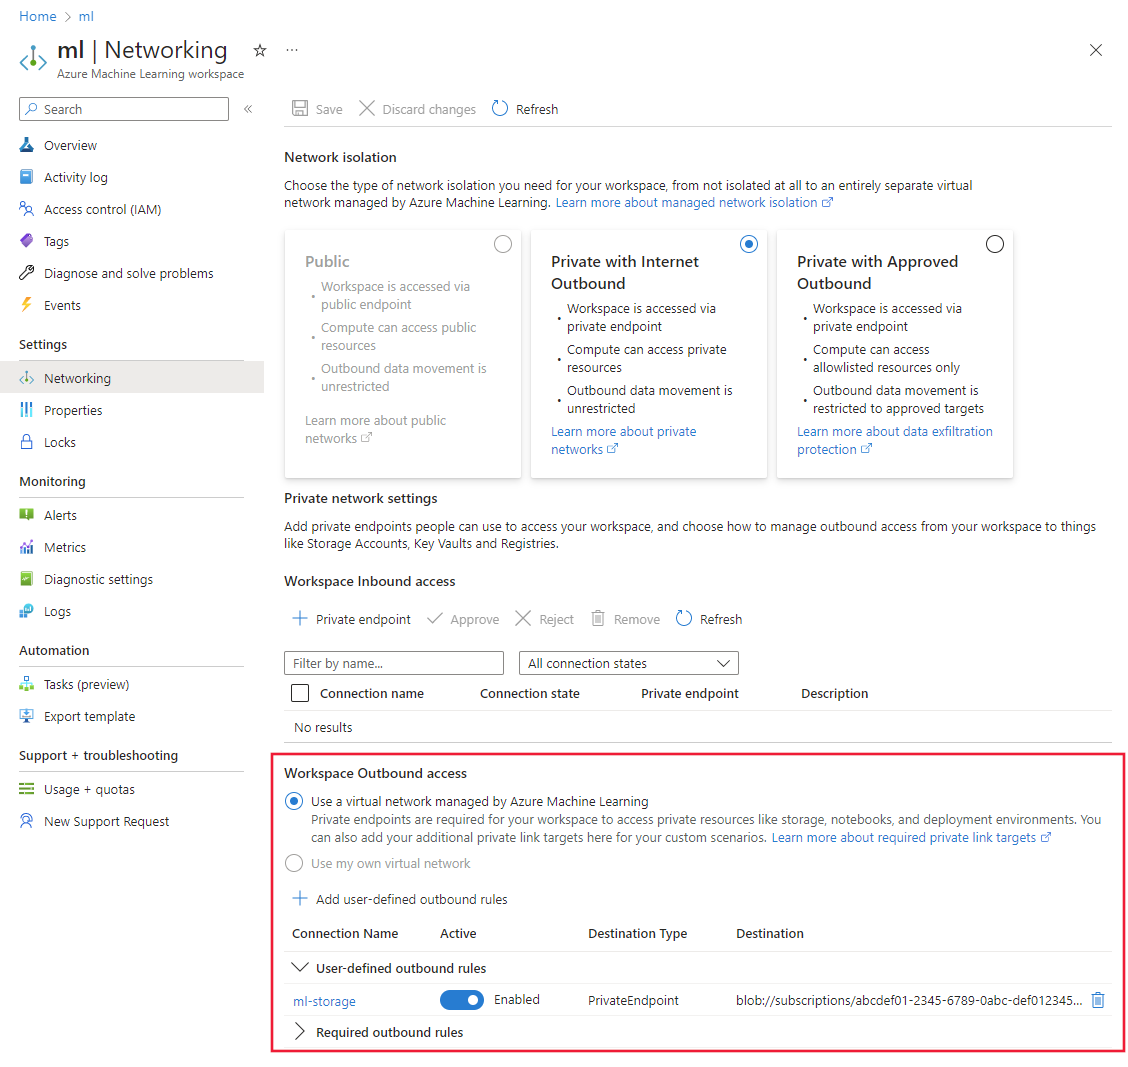 Home > ml
ml | Networking
Azure Machine Learning workspace
Search
Overview
Activity log
Access control (IAM)
Tags
Diagnose and solve problems
Events
Settings
Networking
Properties
Locks
Monitoring
Alerts
Metrics
Diagnostic settings
Logs
Automation
Tasks (preview)
Export template
Support + troubleshooting
Usage + quotas
New Support Request
Save Discard changes Refresh
Network isolation
Choose the type of network isolation you need for your workspace, from not isolated at all to an entirely separate virtual
network managed by Azure Machine Learning. Learn more about managed network isolation
Public
• Workspace is accessed via
public endpoint
• Compute can access public
resources
• Outbound data movement is
unrestricted
Learn more about public
networks
Private with Internet
Outbound
• Workspace is accessed via
private endpoint
• Compute can access private
resources
• Outbound data movement is
unrestricted
Learn more about private
networks
Private with Approved
Outbound
• Workspace is accessed via
private endpoint
• Compute can access
allowlisted resources only
• Outbound data movement is
restricted to approved targets
Learn more about data exfiltration
protection
Private network settings
Add private endpoints people can use to access your workspace, and choose how to manage outbound access from your workspace to things
like Storage Accounts, Key Vaults and Registries.
Workspace Inbound access
+ Private endpoint Approve Reject Remove Refresh
Filter by name... All connection states
Connection name Connection state Private endpoint Description
No results
Workspace Outbound access
Use a virtual network managed by Azure Machine Learning
Private endpoints are required for your workspace to access private resources like storage, notebooks, and deployment environments. You
can also add your additional private link targets here for your custom scenarios. Learn more about required private link targets
Use my own virtual network
+ Add user-defined outbound rules
Connection Name Active Destination Type Destination
User-defined outbound rules
ml-storage Enabled PrivateEndpoint blob://subscriptions/abcdef01-2345-6789-0abc-def012345...
Required outbound rules